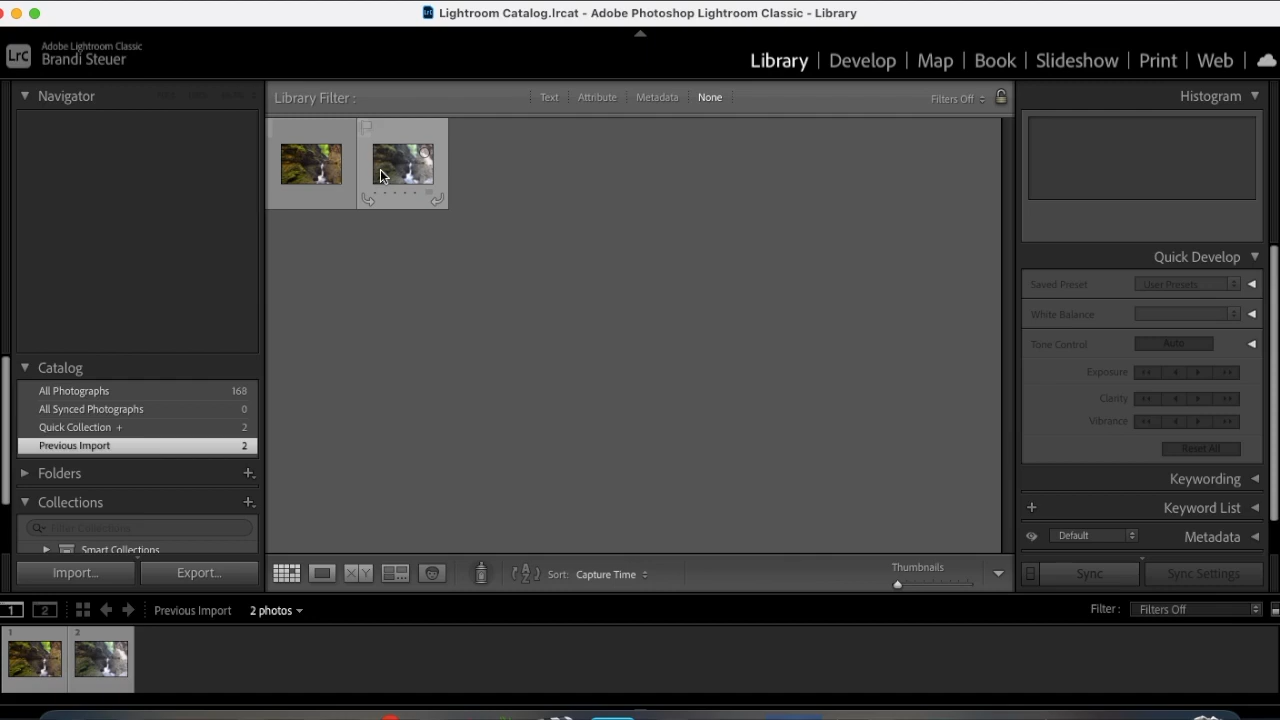 Lightroom Catalog.lrcat - Adobe Photoshop Lightroom Classic - Library
LrC
Adobe Lightroom Classic
Brandi Steuer
Library | Develop | Map | Book | Slideshow | Print | Web
Navigator
Library Filter :
Text Attribute Metadata None
Filters Off
Histogram
Quick Develop
Saved Preset User Presets
White Balance
Tone Control Auto
Exposure
Clarity
Vibrance
Reset All
Catalog
All Photographs 168
All Synced Photographs 0
Quick Collection + 2
Previous Import 2
Folders +
Collections +
Filter Collections
Smart Collections
Keywording
+ Keyword List
Default Metadata
Import... Export...
XY
Sort: Capture Time
Thumbnails
Sync Sync Settings
1 2 Previous Import 2 photos
Filter : Filters Off
1 2